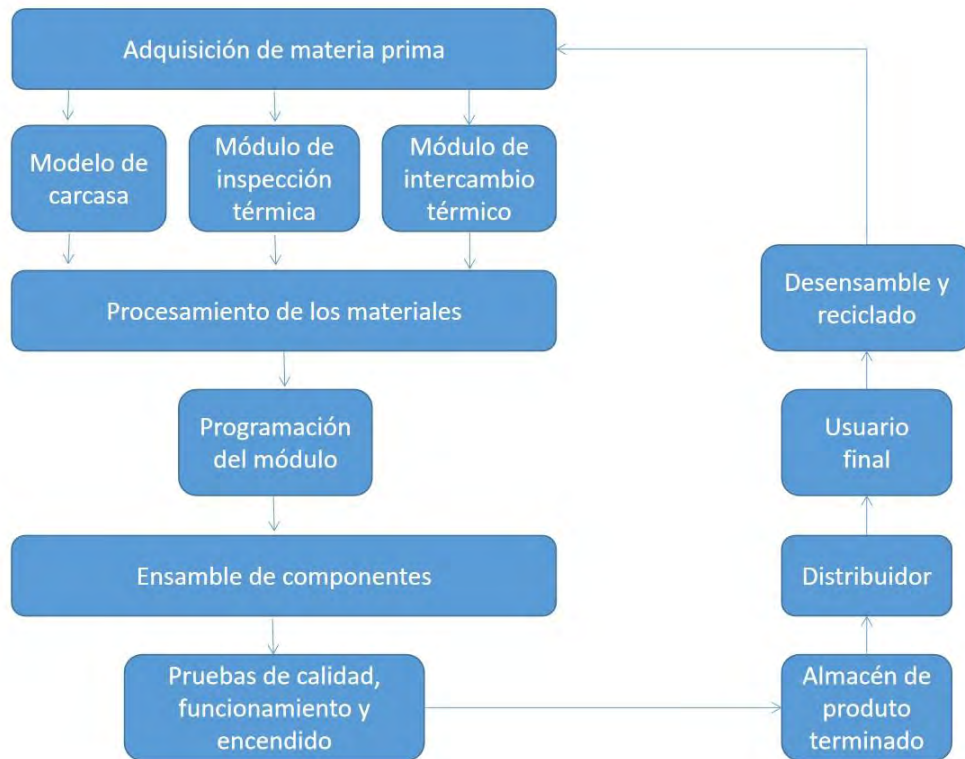 Adquisición de materia prima
Modelo de
carcasa
Módulo de
inspección
térmica
Módulo de
intercambio
térmico
Procesamiento de los materiales
Programación
del módulo
Ensamble de componentes
Pruebas de calidad,
funcionamiento y
encendido
Almacén de
produto
terminado
Distribuidor
Usuario
final
Desensamble y
reciclado